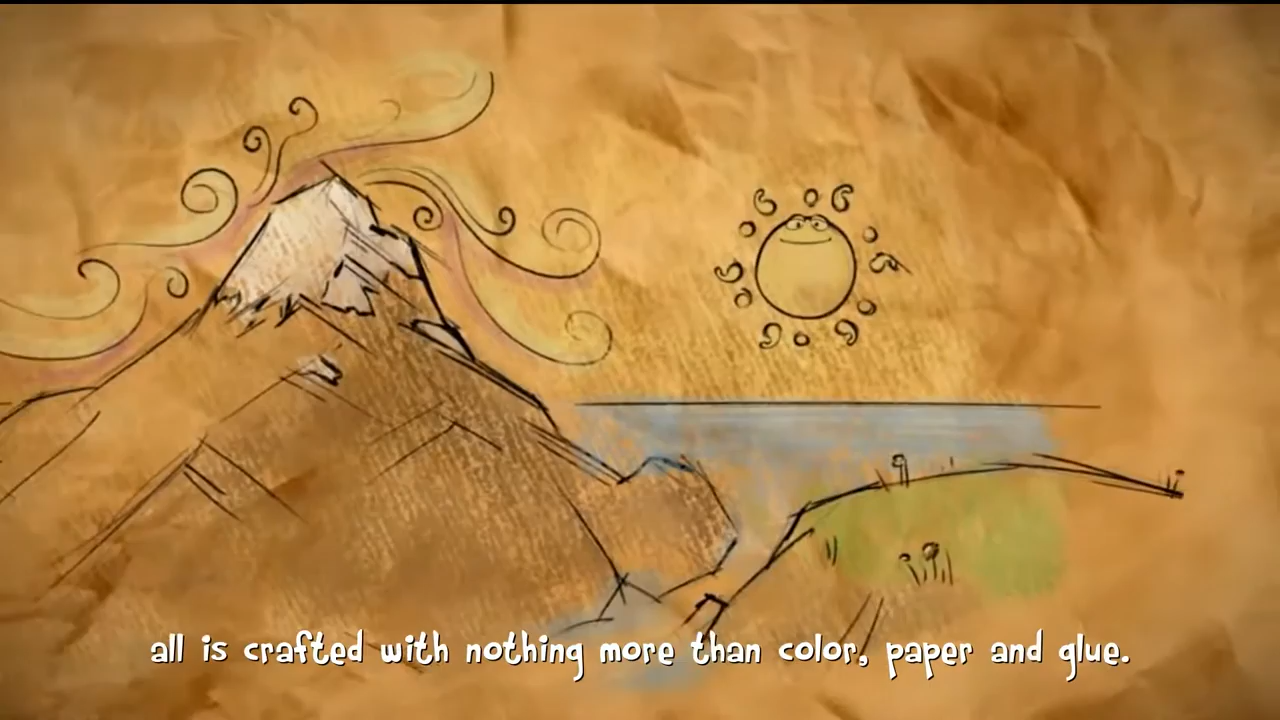 all is crafted with nothing more than color, paper and glue.